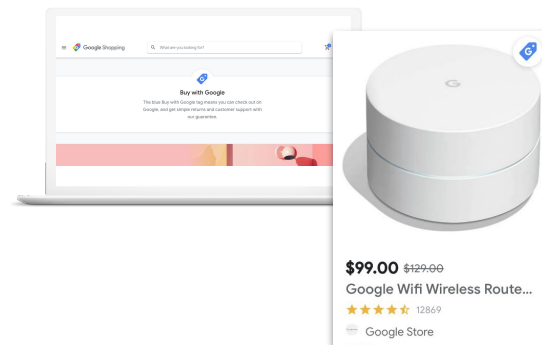 Google Shopping
What are you looking for?
Buy with Google
The blue Buy with Google tag means you can check out on
Google, and get simple returns and customer support with
our guarantee.
G
G
$99.00 $129.00
Google Wifi Wireless Route...
12869
Google Store